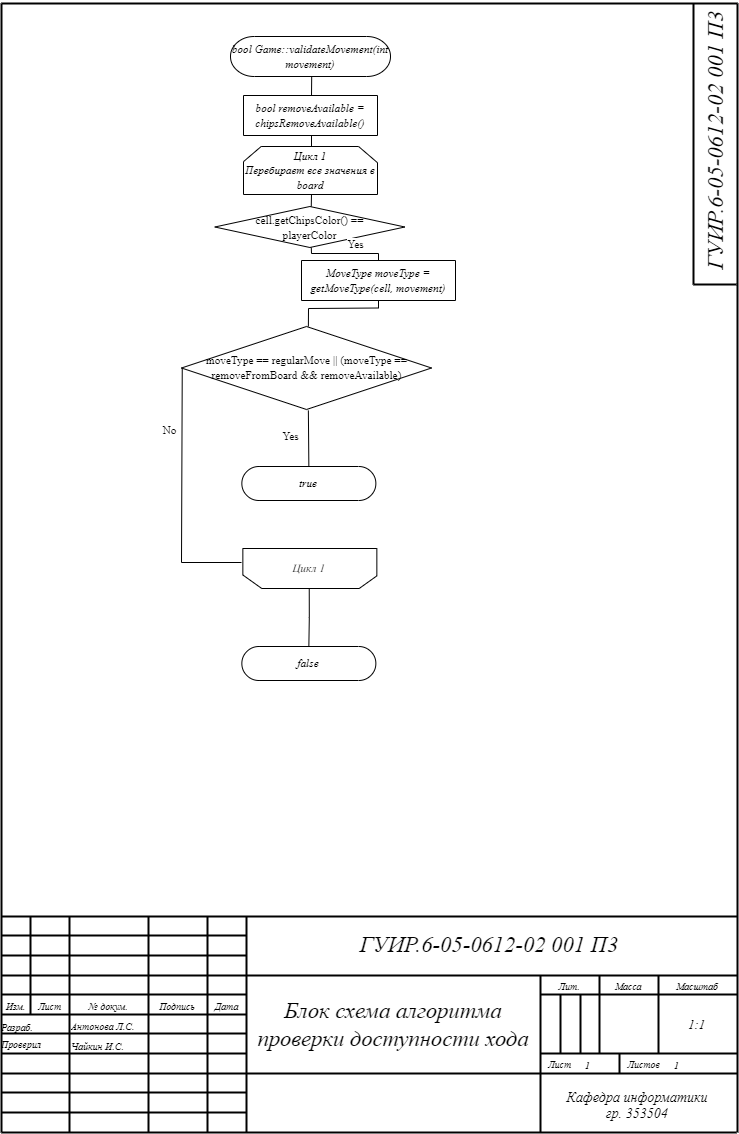 ГУИР.6-05-0612-02 001 ПЗ
bool Game::validateMovement(int
movement)
bool removeAvailable =
chipsRemoveAvailable()
Цикл 1
Перебирает все значения в
board
cell.getChipsColor() ==
playerColor
Yes
MoveType moveType =
getMoveType(cell, movement)
moveType == regularMove || (moveType ==
removeFromBoard && removeAvailable)
No
Yes
true
Цикл 1
false
ГУИР.6-05-0612-02 001 ПЗ
Лит.
Масса
Масштаб
Изм.
Лист
№ докум.
Подпись
Дата
Блок схема алгоритма
проверки доступности хода
1:1
Разраб.
Антонова Л.С.
Проверил
Чайкин И.С.
Лист 1
Листов 1
Кафедра информатики
гр. 353504